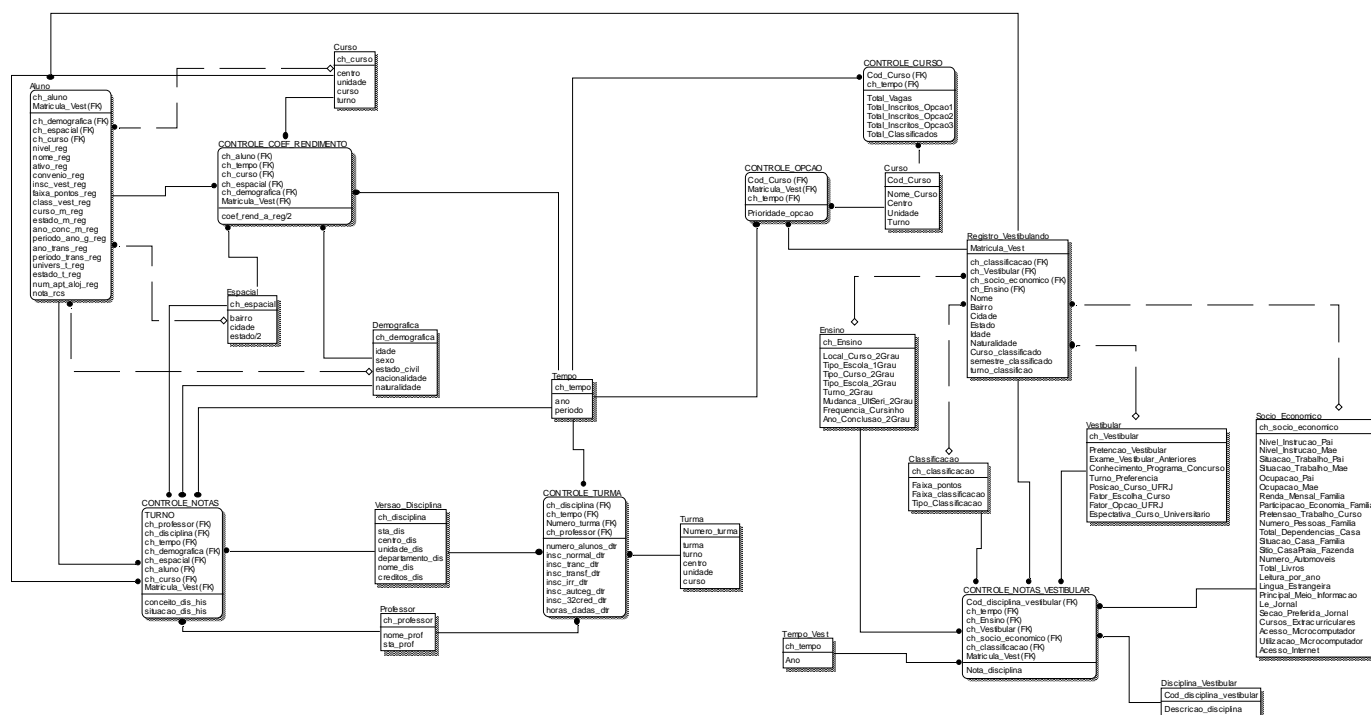 Curso
ch_curso
centro
unidade
curso
turno
Aluno
ch_aluno
Matricula_Vest (FK)
ch_demografica (FK)
ch_espacial (FK)
ch_curso (FK)
nivel_reg
nome_reg
ativo_reg
convenio_reg
insc_vest_reg
faixa_pontos_reg
class_vest_reg
curso_m_reg
estado_m_reg
ano_conc_m_reg
periodo_ano_g_reg
ano_trans_reg
periodo_trans_reg
univers_t_reg
estado_t_reg
num_apt_aloj_reg
nota_rcs
CONTROLE_COEF_RENDIMENTO
ch_aluno (FK)
ch_tempo (FK)
ch_curso (FK)
ch_espacial (FK)
ch_demografica (FK)
Matricula_Vest (FK)
coef_rend_a_reg/2
CONTROLE_CURSO
Cod_Curso (FK)
ch_tempo (FK)
Total_Vagas
Total_Inscritos_Opcao1
Total_Inscritos_Opcao2
Total_Inscritos_Opcao3
Total_Classificados
CONTROLE_OPCAO
Cod_Curso (FK)
Matricula_Vest (FK)
ch_tempo (FK)
Prioridade_opcao
Curso
Cod_Curso
Nome_Curso
Centro
Unidade
Turno
Registro_Vestibulando
Matricula_Vest
ch_classificacao (FK)
ch_Vestibular (FK)
ch_socio_economico (FK)
ch_Ensino (FK)
Nome
Bairro
Cidade
Estado
Idade
Naturalidade
Curso_classificado
semestre_classificado
turno_classificao
Espacial
ch_espacial
bairro
cidade
estado/2
Demografica
ch_demografica
idade
sexo
estado_civil
nacionalidade
naturalidade
Tempo
ch_tempo
ano
periodo
Ensino
ch_Ensino
Local_Curso_2Grau
Tipo_Escola_1Grau
Tipo_Curso_2Grau
Tipo_Escola_2Grau
Turno_2Grau
Mudanca_UltSeri_2Grau
Frequencia_Cursinho
Ano_Conclusao_2Grau
Classificacao
ch_classificacao
Faixa_pontos
Faixa_classificacao
Tipo_Classificacao
Vestibular
ch_Vestibular
Pretencao_Vestibular
Exame_Vestibular_Anteriores
Conhecimento_Programa_Concurso
Turno_Preferencia
Posicao_Curso_UFRJ
Fator_Escolha_Curso
Fator_Opcao_UFRJ
Espectativa_Curso_Universitario
Socio_Economico
ch_socio_economico
Nivel_Instrucao_Pai
Nivel_Instrucao_Mae
Situacao_Trabalho_Pai
Situacao_Trabalho_Mae
Ocupacao_Pai
Ocupacao_Mae
Renda_Mensal_Familia
Participacao_Economia_Familia
Pretensao_Trabalho_Curso
Numero_Pessoas_Familia
Total_Dependencias_Casa
Situacao_Casa_Familia
Sitio_CasaPraia_Fazenda
Numero_Automoveis
Total_Livros
Leitura_por_ano
Lingua_Estrangeira
Principal_Meio_Informacao
Le_Jornal
Secao_Preferida_Jornal
Cursos_Extracurriculares
Acesso_Microcomputador
Utilizacao_Microcomputador
Acesso_Internet
CONTROLE_NOTAS
TURNO
ch_professor (FK)
ch_disciplina (FK)
ch_tempo (FK)
ch_demografica (FK)
ch_espacial (FK)
ch_aluno (FK)
ch_curso (FK)
Matricula_Vest (FK)
conceito_dis_his
situacao_dis_his
Versao_Disciplina
ch_disciplina
sta_dis
centro_dis
unidade_dis
departamento_dis
nome_dis
creditos_dis
CONTROLE_TURMA
ch_disciplina (FK)
ch_tempo (FK)
Numero_turma (FK)
ch_professor (FK)
numero_alunos_dtr
insc_normal_dtr
insc_tranc_dtr
insc_transf_dtr
insc_irr_dtr
insc_autceg_dtr
insc_32cred_dtr
horas_dadas_dtr
Turma
Numero_turma
turma
turno
centro
unidade
curso
Professor
ch_professor
nome_prof
sta_prof
Tempo_Vest
ch_tempo
Ano
CONTROLE_NOTAS_VESTIBULAR
Cod_disciplina_vestibular (FK)
ch_tempo (FK)
ch_Ensino (FK)
ch_Vestibular (FK)
ch_socio_economico (FK)
ch_classificacao (FK)
Matricula_Vest (FK)
Nota_disciplina
Disciplina_Vestibular
Cod_disciplina_vestibular
Descricao_disciplina